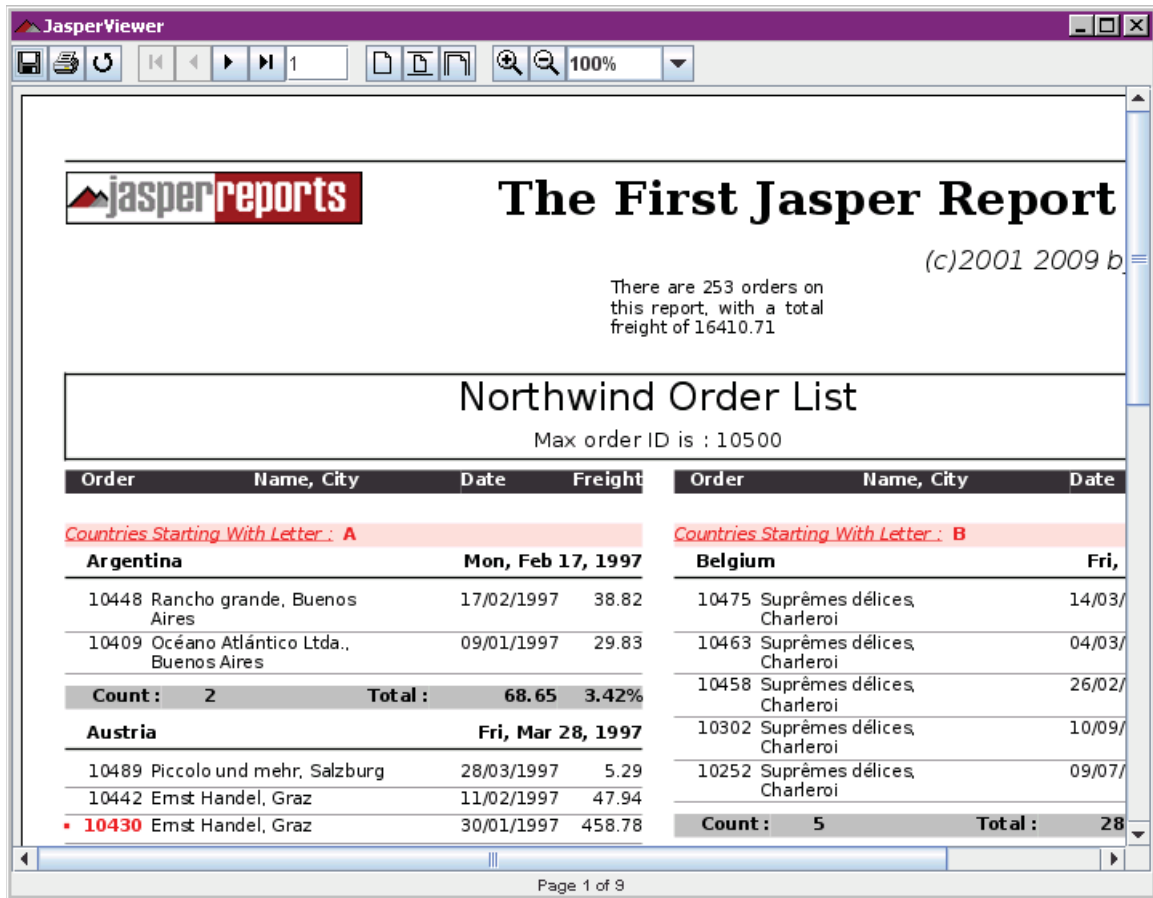 JasperViewer
1
100%
jasperreports
The First Jasper Report
(c)2001 2009 b
There are 253 orders on
this report, with a total
freight of 16410.71
Northwind Order List
Max order ID is : 10500
Order Name, City Date Freight
Countries Starting With Letter : A
Argentina Mon, Feb 17, 1997
10448 Rancho grande, Buenos 17/02/1997 38.82
Aires
10409 Océano Atlántico Ltda., 09/01/1997 29.83
Buenos Aires
Count : 2 Total : 68.65 3.42%
Austria Fri, Mar 28, 1997
10489 Piccolo und mehr, Salzburg 28/03/1997 5.29
10442 Ernst Handel, Graz 11/02/1997 47.94
10430 Ernst Handel, Graz 30/01/1997 458.78
Order Name, City Date
Countries Starting With Letter : B
Belgium Fri,
10475 Suprêmes délices, 14/03/
Charleroi
10463 Suprêmes délices, 04/03/
Charleroi
10458 Suprêmes délices, 26/02/
Charleroi
10302 Suprêmes délices, 10/09/
Charleroi
10252 Suprêmes délices, 09/07/
Charleroi
Count : 5 Total : 28
Page 1 of 9